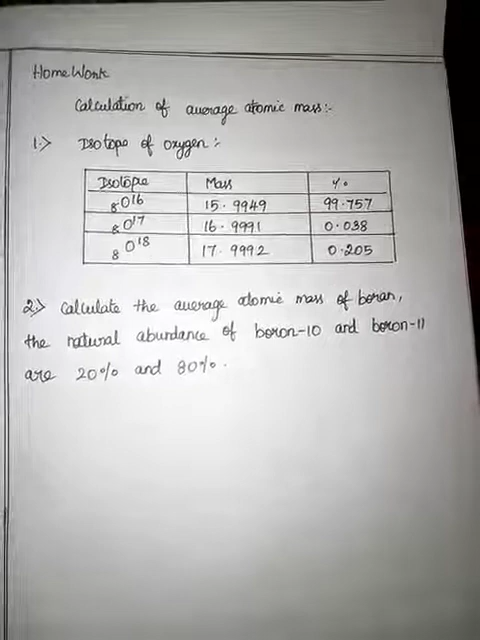 Home Work
Calculation of average atomic mass:-
1.> Isotope of oxygen :-
Isotope Mass %
₈O¹⁶ 15.9949 99.757
₈O¹⁷ 16.9991 0.038
₈O¹⁸ 17.9992 0.205
2.> Calculate the average atomic mass of boran,
the natural abundance of boron-10 and boron-11
are 20% and 80%.